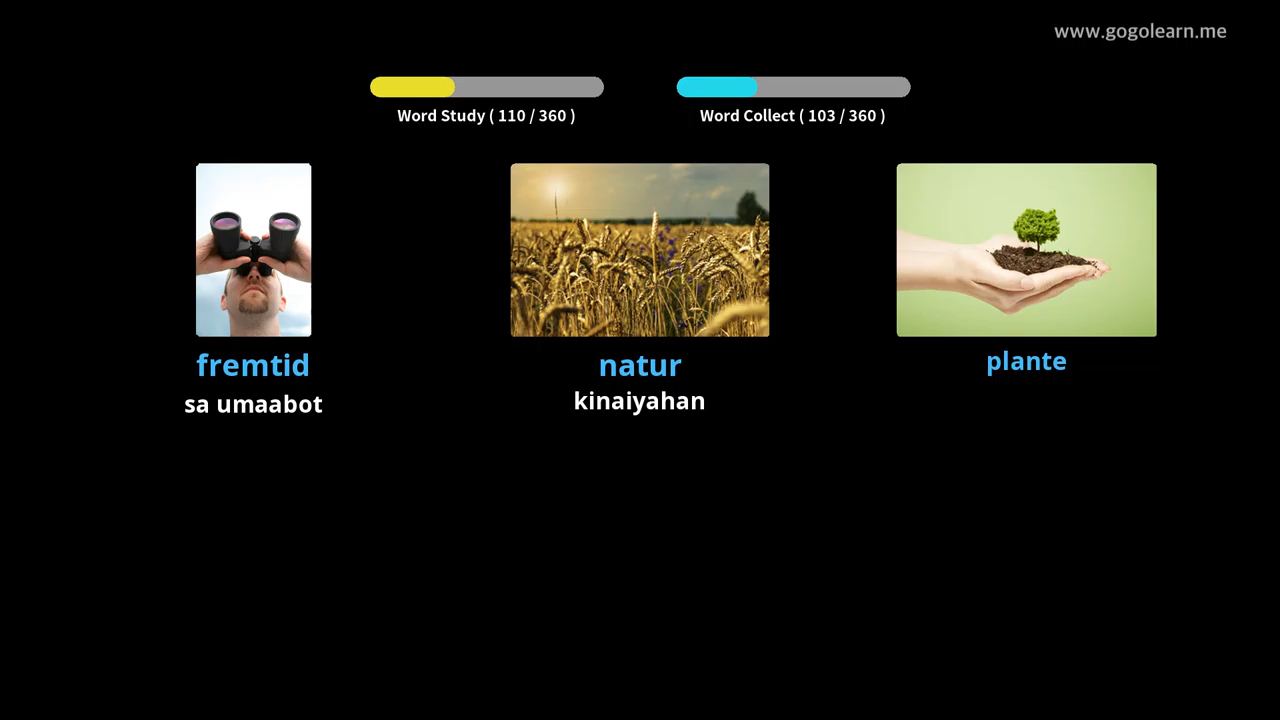 www.gogolearn.me
Word Study ( 110 / 360 )
Word Collect ( 103 / 360 )
fremtid
sa umaabot
natur
kinaiyahan
plante